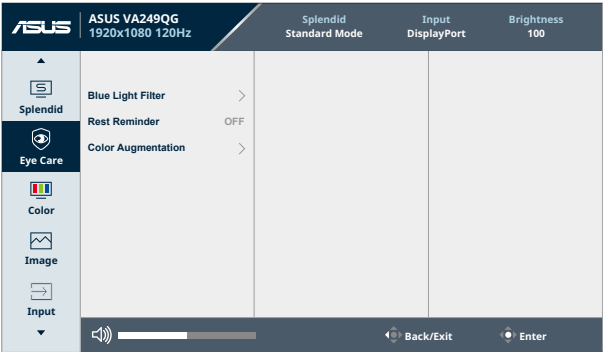 ASUS
ASUS VA249QG
1920x1080 120Hz
Splendid
Standard Mode
Input
DisplayPort
Brightness
100
Splendid
Eye Care
Color
Image
Input
Blue Light Filter
Rest Reminder OFF
Color Augmentation
Back/Exit
Enter